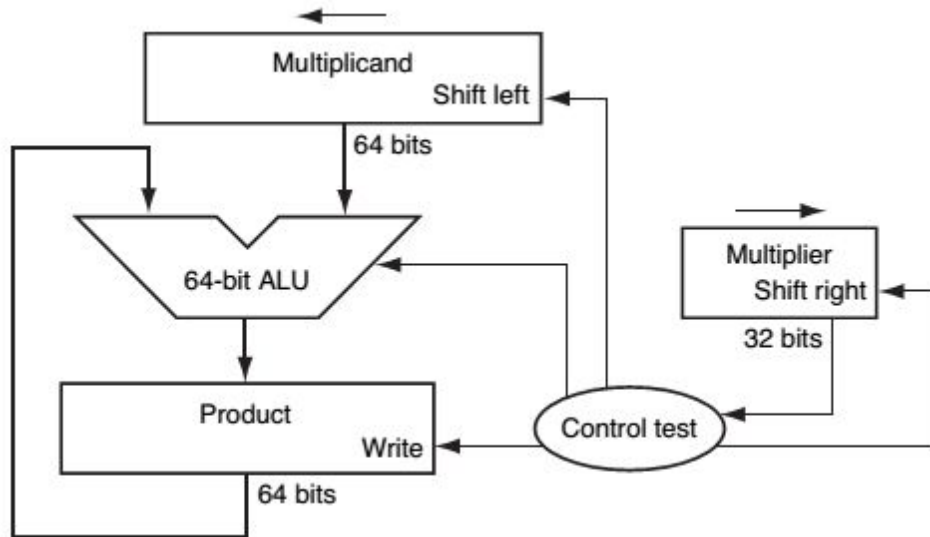 Multiplicand
Shift left
64 bits
64-bit ALU
Multiplier
Shift right
32 bits
Product
Write
Control test
64 bits